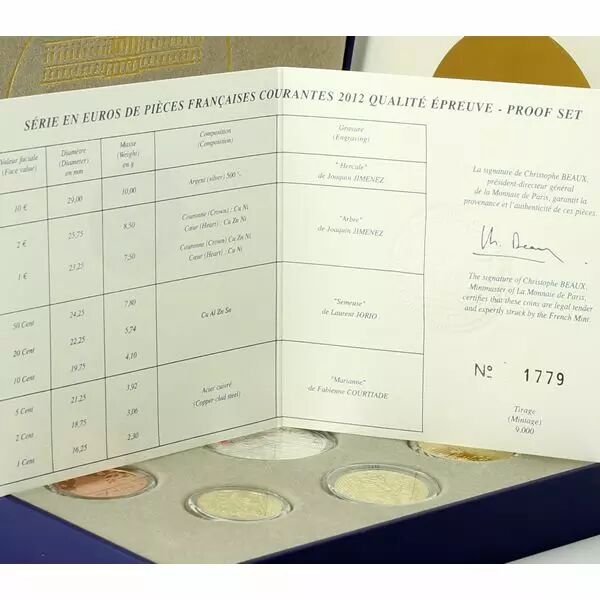 SÉRIE EN EUROS DE PIÈCES FRANÇAISES COURANTES 2012 QUALITÉ ÉPREUVE - PROOF SET
Valeur faciale
(Face value)
Diamètre
(Diameter)
en mm
Masse
(Weight)
en g
Composition
(Composition)
Gravure
(Engraving)
10 €
29,00
10,00
Argent (silver) 500 ‰
"Hercule"
de Joaquin JIMENEZ
2 €
25,75
8,50
Couronne (Crown) : Cu Ni
Cœur (Heart) : Cu Zn Ni
1 €
23,25
7,50
Couronne (Crown) Cu Zn Ni
Cœur (Heart) : Cu Ni
"Arbre"
de Joaquin JIMENEZ
50 Cent
24,25
7,80
20 Cent
22,25
5,74
10 Cent
19,75
4,10
Cu Al Zn Sn
"Semeuse"
de Laurent JORIO
5 Cent
21,25
3,92
2 Cent
18,75
3,06
1 Cent
16,25
2,30
Acier cuivré
(Copper clad steel)
"Marianne"
de Fabienne COURTIADE
La signature de Christophe BEAUX,
président-directeur général
de la Monnaie de Paris, garantit la
provenance et l'authenticité de ces pièces.
The signature of Christophe BEAUX,
Mintmaster of La Monnaie de Paris,
certifies that these coins are legal tender
and expertly struck by the French Mint.
Nº 1779
Tirage
(Mintage)
9.000